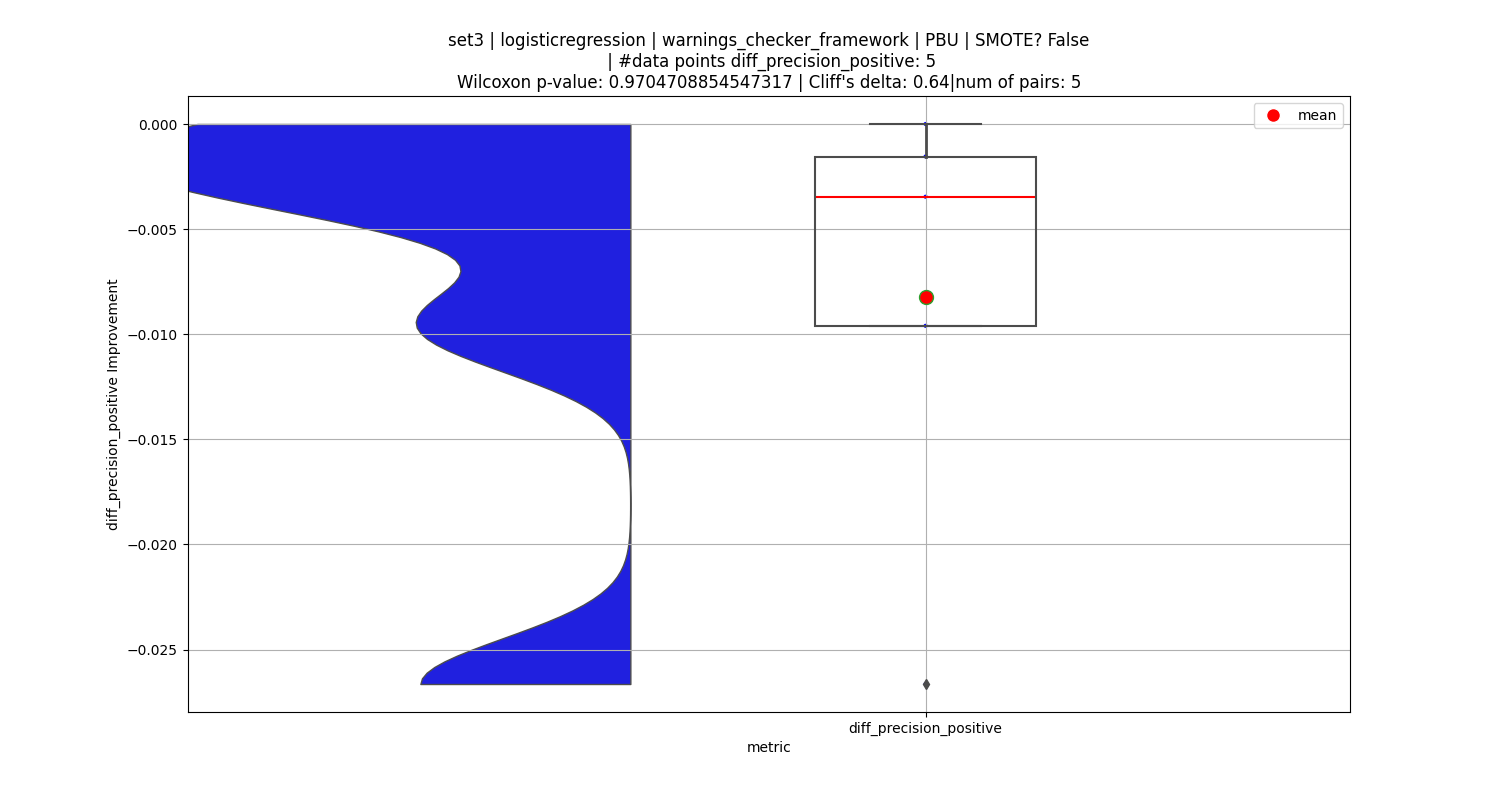 set3 | logisticregression | warnings_checker_framework | PBU | SMOTE? False
| #data points diff_precision_positive: 5
Wilcoxon p-value: 0.9704708854547317 | Cliff's delta: 0.64|num of pairs: 5
mean
0.000
−0.005
−0.010
−0.015
−0.020
−0.025
diff_precision_positive Improvement
diff_precision_positive
metric